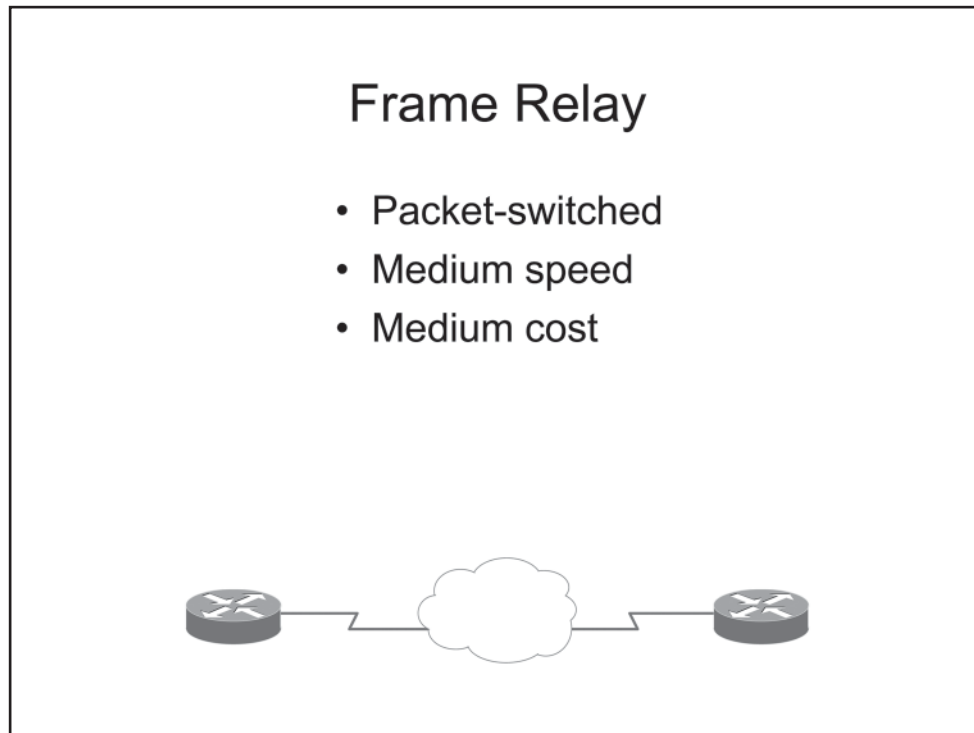 Frame Relay
• Packet-switched
• Medium speed
• Medium cost